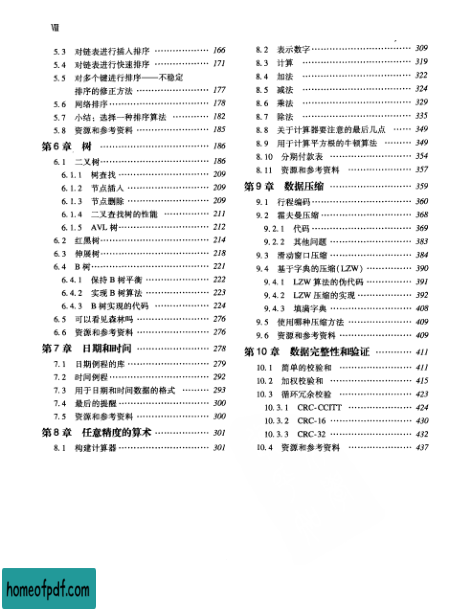 Ⅷ
5.3 对链表进行插入排序 ………………… 166
5.4 对链表进行快速排序 ………………… 171
5.5 对多个键进行排序——不稳定
排序的修正方法 ………………… 177
5.6 网络排序 ………………… 178
5.7 小结：选择一种排序算法 ………… 182
5.8 资源和参考资料 ………………… 185
第6章 树 ………………… 186
6.1 二叉树 ………………… 186
6.1.1 树查找 ………………… 209
6.1.2 节点插入 ………………… 209
6.1.3 节点删除 ………………… 209
6.1.4 二叉查找树的性能 ………… 211
6.1.5 AVL 树 ………………… 212
6.2 红黑树 ………………… 214
6.3 伸展树 ………………… 218
6.4 B 树 ………………… 221
6.4.1 保持 B 树平衡 ………………… 222
6.4.2 实现 B 树算法 ………………… 223
6.4.3 B 树实现的代码 ………………… 224
6.5 可以看见森林吗 ………………… 276
6.6 资源和参考资料 ………………… 276
第7章 日期和时间 ………………… 278
7.1 日期例程的库 ………………… 279
7.2 时间例程 ………………… 292
7.3 用于日期和时间数据的格式 ……… 293
7.4 最后的提醒 ………………… 300
7.5 资源和参考资料 ………………… 300
第8章 任意精度的算术 ………………… 301
8.1 构建计算器 ………………… 301
8.2 表示数字 ………………… 309
8.3 计算 ………………… 319
8.4 加法 ………………… 322
8.5 减法 ………………… 324
8.6 乘法 ………………… 329
8.7 除法 ………………… 335
8.8 关于计算器要注意的最后几点 …… 349
8.9 用于计算平方根的牛顿算法 ……… 349
8.10 分期付款表 ………………… 354
8.11 资源和参考资料 ………………… 357
第9章 数据压缩 ………………… 359
9.1 行程编码 ………………… 360
9.2 霍夫曼压缩 ………………… 368
9.2.1 代码 ………………… 369
9.2.2 其他问题 ………………… 383
9.3 滑动窗口压缩 ………………… 384
9.4 基于字典的压缩(LZW) ………… 390
9.4.1 LZW 算法的伪代码 ………… 391
9.4.2 LZW 压缩的实现 ………… 392
9.4.3 填满字典 ………………… 408
9.5 使用哪种压缩方法 ………………… 409
9.6 资源和参考资料 ………………… 409
第10章 数据完整性和验证 ………… 411
10.1 简单的校验和 ………………… 411
10.2 加权校验和 ………………… 415
10.3 循环冗余校验 ………………… 423
10.3.1 CRC-CCITT ………………… 424
10.3.2 CRC-16 ………………… 430
10.3.3 CRC-32 ………………… 432
10.4 资源和参考资料 ………………… 437
homeofpdf.com